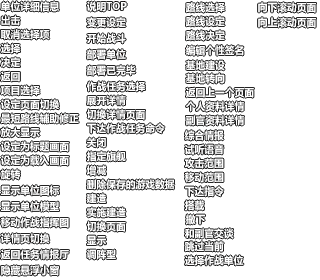 单位详细信息
出击
取消选择项
选择
决定
返回
项目选择
设定页面切换
最短路线辅助修正
放大显示
设定为标题画面
设定为载入画面
旋转
显示单位图标
显示单位模型
移动作战指挥图
详情页切换
返回任务情报厅
隐藏悬浮小窗
说明TOP
变更设定
开始战斗
部署单位
部署已完毕
作战任务选择
展开详情
切换详情页面
下达作战任务命令
关闭
指定旗舰
增减
删除保存的游戏数据
建造
实施建造
切换页面
显示
调阵型
路线选择
路线设定
路线决定
编辑个性签名
基地建设
基地转向
返回上一个页面
个人资料详情
副官资料详情
综合情报
试听语音
攻击范围
移动范围
下达指令
搭载
撤下
和副官交谈
跳过当前
选择作战单位
向下滚动页面
向上滚动页面